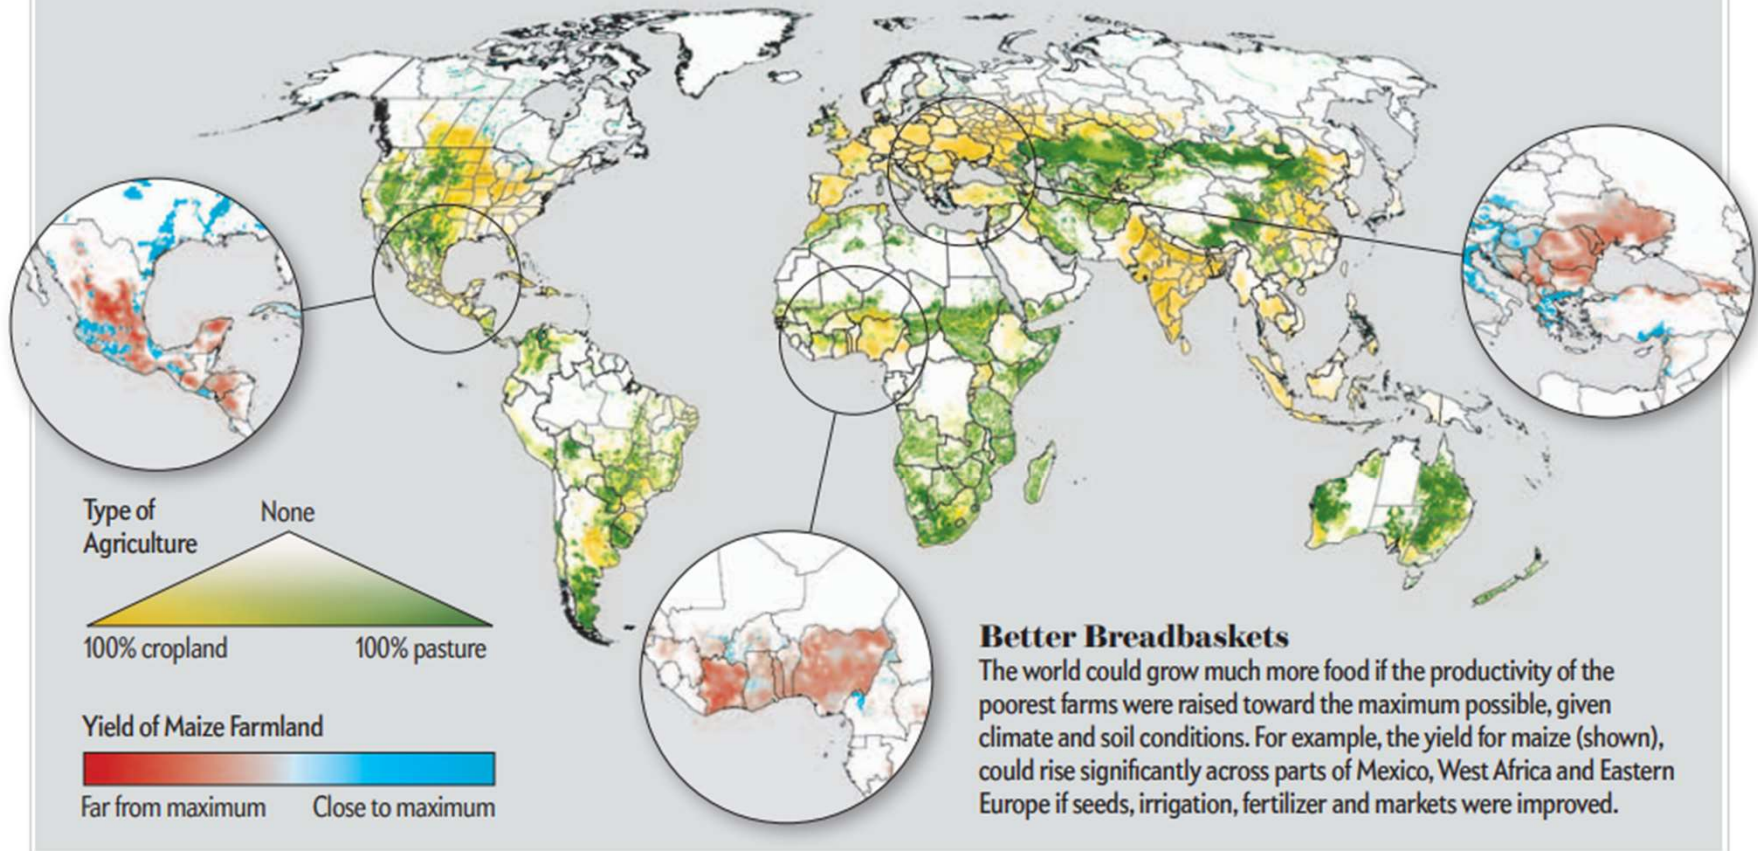 Type of
Agriculture
None
100% cropland
100% pasture
Yield of Maize Farmland
Far from maximum
Close to maximum
Better Breadbaskets
The world could grow much more food if the productivity of the
poorest farms were raised toward the maximum possible, given
climate and soil conditions. For example, the yield for maize (shown),
could rise significantly across parts of Mexico, West Africa and Eastern
Europe if seeds, irrigation, fertilizer and markets were improved.